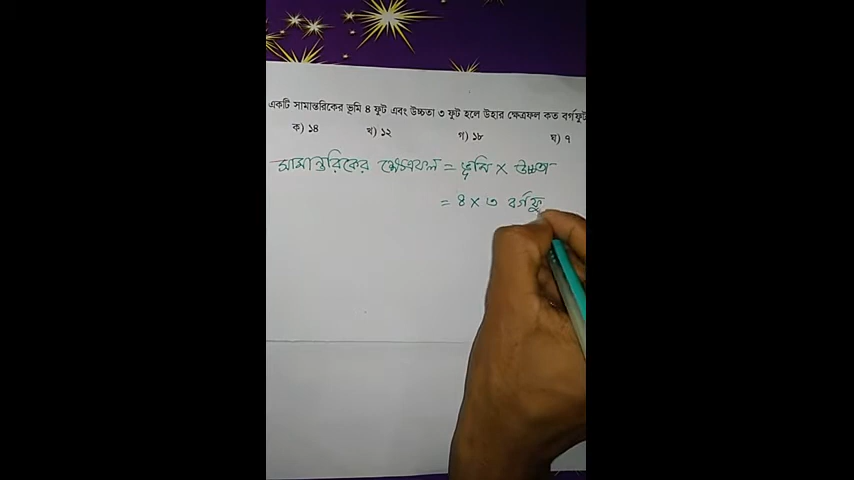 একটি সামান্তরিকের ভূমি ৪ ফুট এবং উচ্চতা ৩ ফুট হলে উহার ক্ষেত্রফল কত বর্গফুট
ক) ১৪ খ) ১২ গ) ১৮ ঘ) ৭
সামান্তরিকের ক্ষেত্রফল = ভূমি × উচ্চতা
= ৪ × ৩ বর্গফু